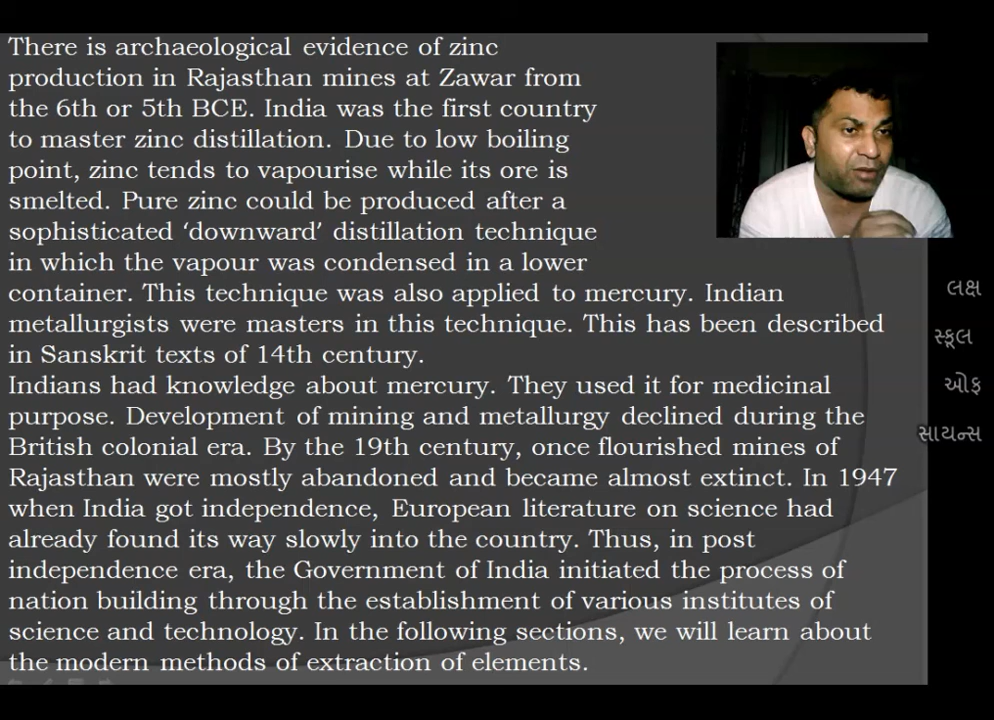 There is archaeological evidence of zinc
production in Rajasthan mines at Zawar from
the 6th or 5th BCE. India was the first country
to master zinc distillation. Due to low boiling
point, zinc tends to vapourise while its ore is
smelted. Pure zinc could be produced after a
sophisticated ‘downward’ distillation technique
in which the vapour was condensed in a lower
container. This technique was also applied to mercury. Indian
metallurgists were masters in this technique. This has been described
in Sanskrit texts of 14th century.
Indians had knowledge about mercury. They used it for medicinal
purpose. Development of mining and metallurgy declined during the
British colonial era. By the 19th century, once flourished mines of
Rajasthan were mostly abandoned and became almost extinct. In 1947
when India got independence, European literature on science had
already found its way slowly into the country. Thus, in post
independence era, the Government of India initiated the process of
nation building through the establishment of various institutes of
science and technology. In the following sections, we will learn about
the modern methods of extraction of elements.
લક્ષ
સ્કૂલ
ઓફ
સાયન્સ